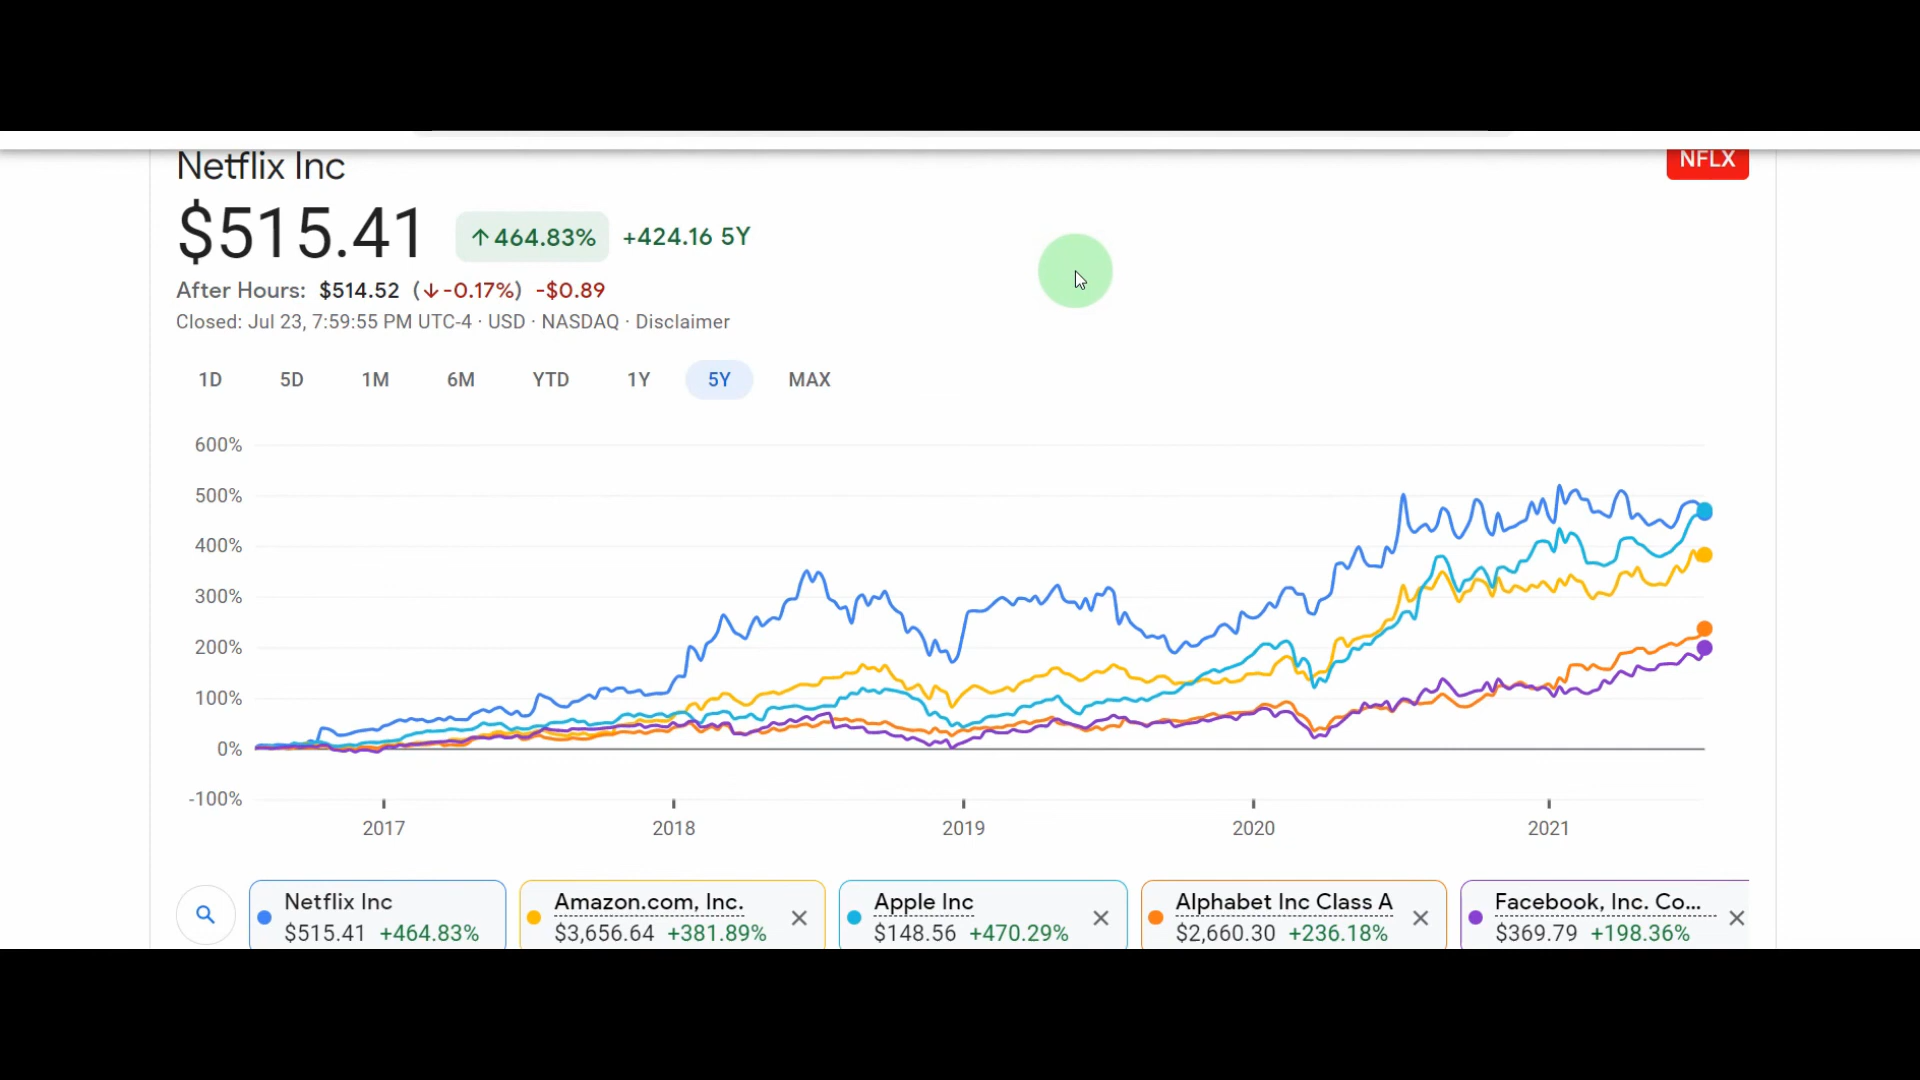 Netflix Inc
NFLX
$515.41 ↑464.83% +424.16 5Y
After Hours: $514.52 (↓-0.17%) -$0.89
Closed: Jul 23, 7:59:55 PM UTC-4 · USD · NASDAQ · Disclaimer
1D 5D 1M 6M YTD 1Y 5Y MAX
600%
500%
400%
300%
200%
100%
0%
-100%
2017 2018 2019 2020 2021
Netflix Inc
$515.41 +464.83%
Amazon.com, Inc.
$3,656.64 +381.89%
Apple Inc
$148.56 +470.29%
Alphabet Inc Class A
$2,660.30 +236.18%
Facebook, Inc. Co...
$369.79 +198.36%